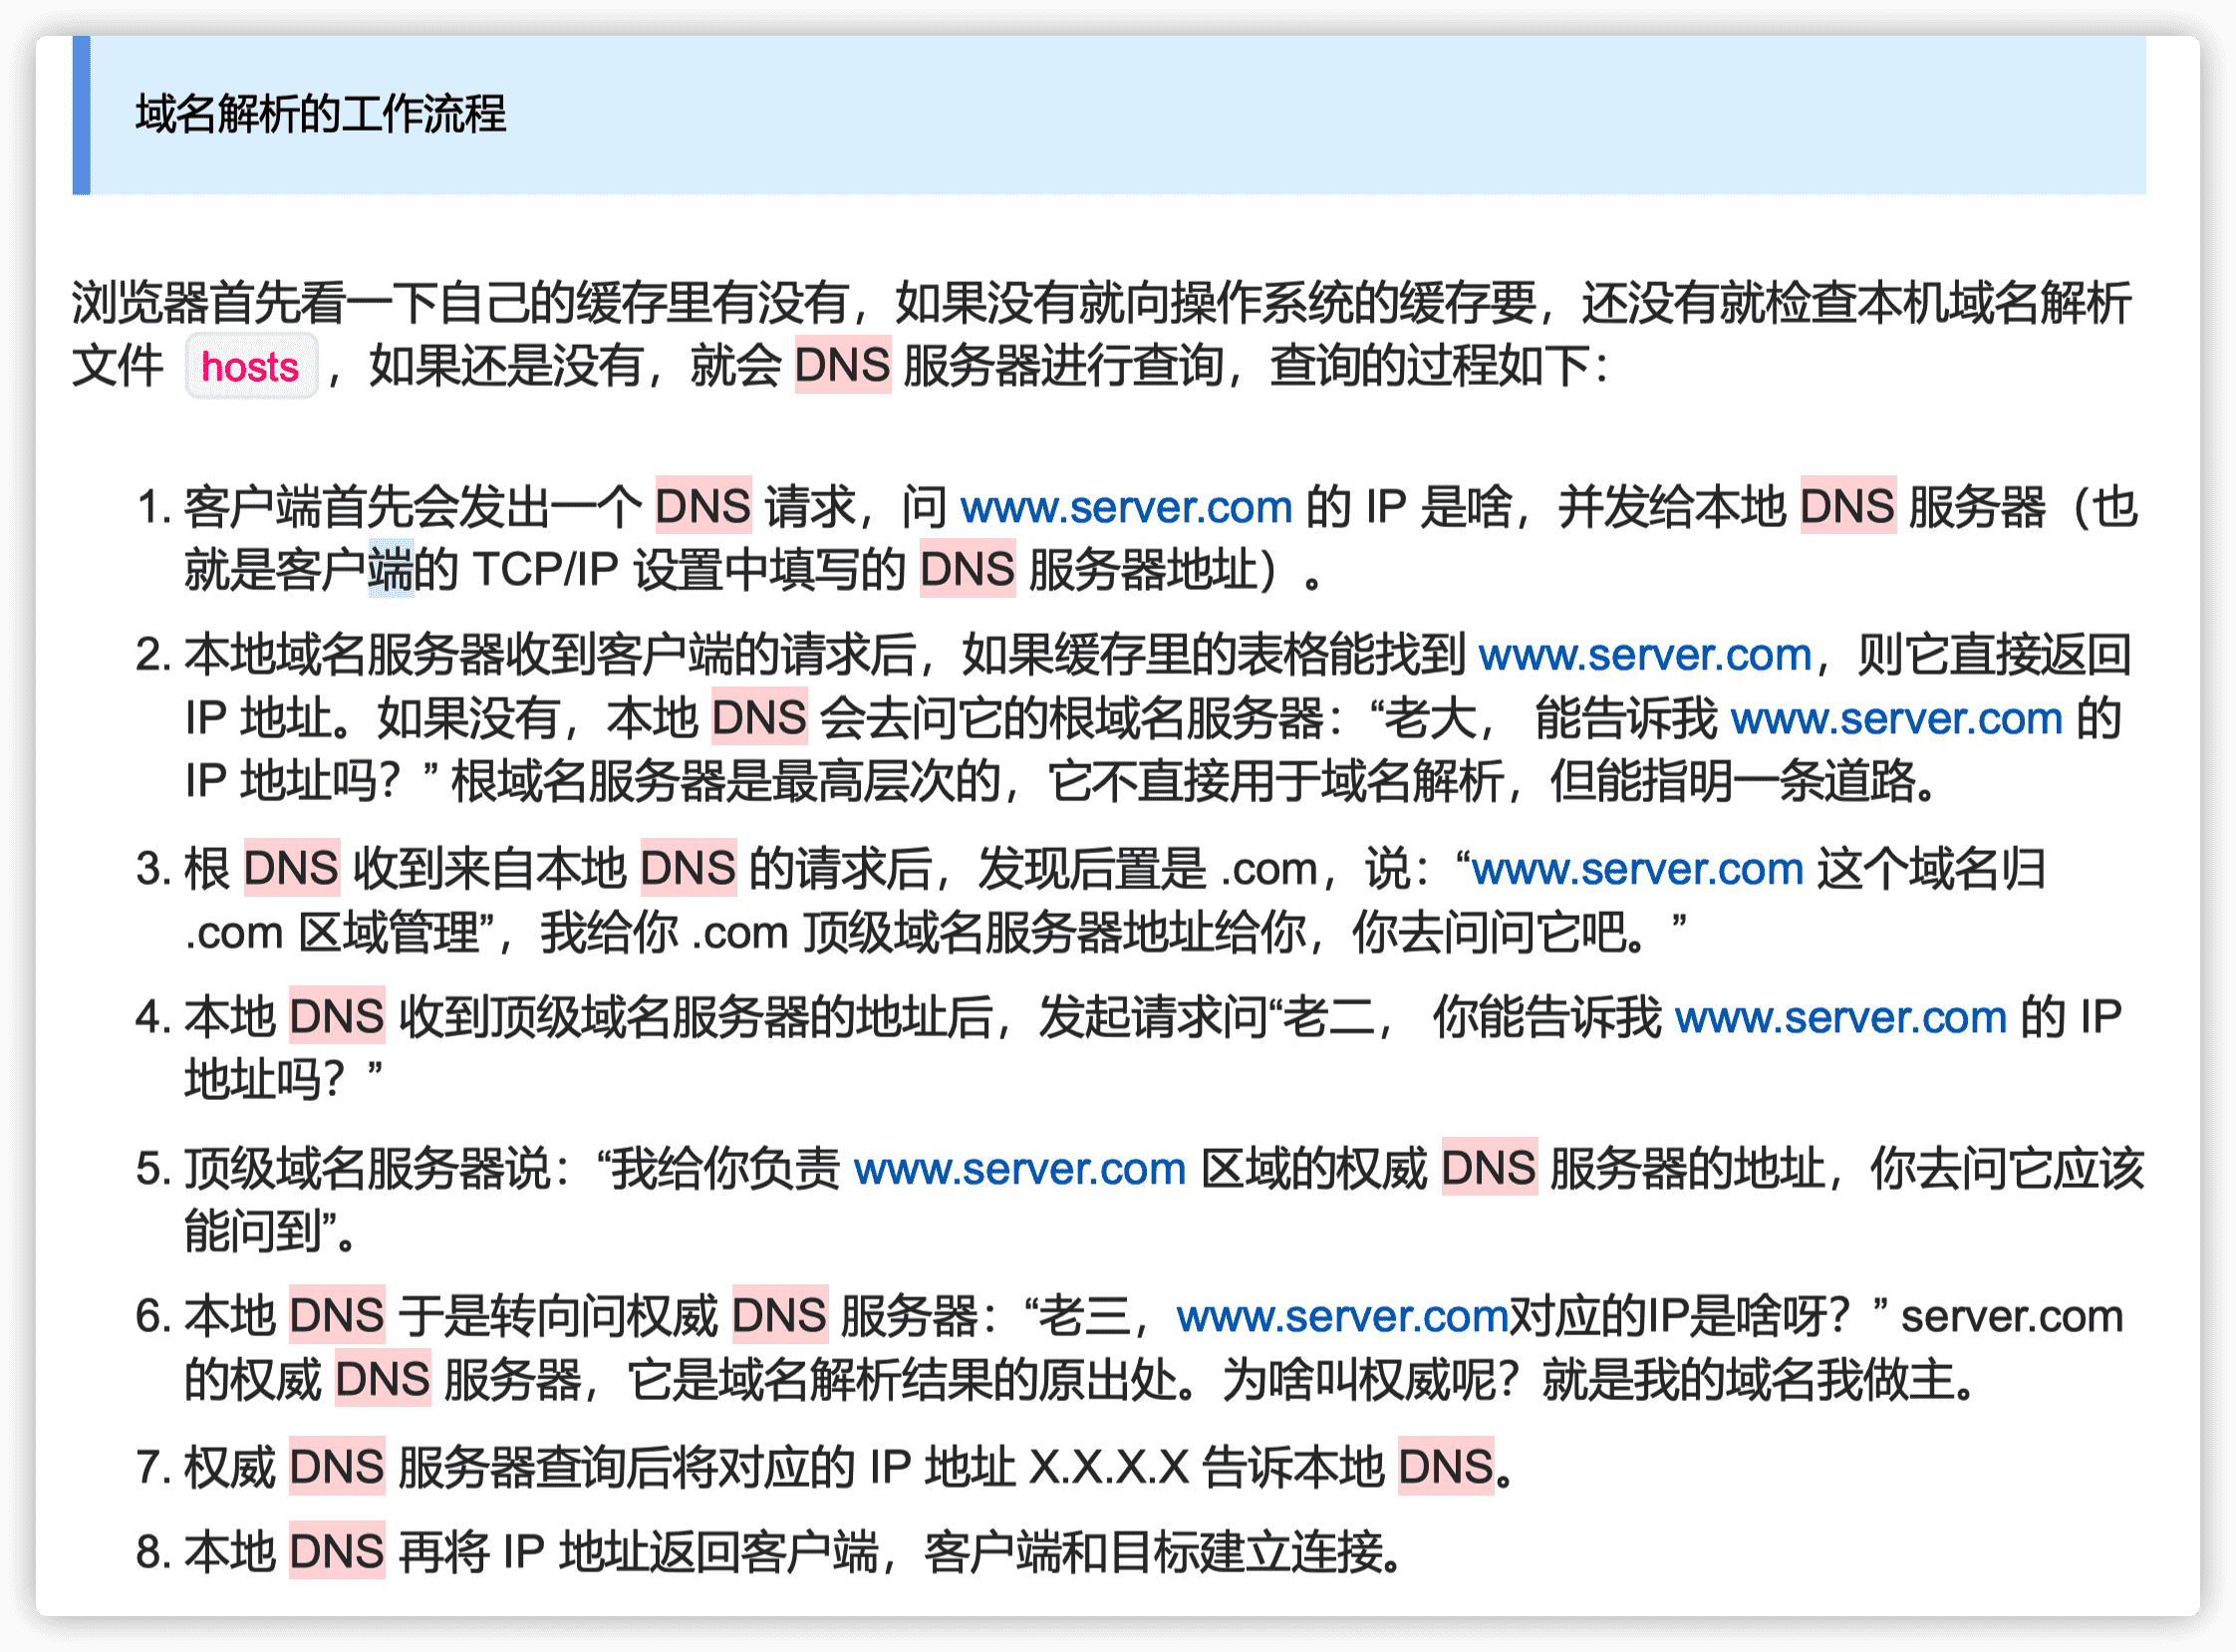 域名解析的工作流程
浏览器首先看一下自己的缓存里有没有，如果没有就向操作系统的缓存要，还没有就检查本机域名解析
文件 hosts ，如果还是没有，就会 DNS 服务器进行查询，查询的过程如下：
1. 客户端首先会发出一个 DNS 请求，问 www.server.com 的 IP 是啥，并发给本地 DNS 服务器（也
就是客户端的 TCP/IP 设置中填写的 DNS 服务器地址）。
2. 本地域名服务器收到客户端的请求后，如果缓存里的表格能找到 www.server.com，则它直接返回
IP 地址。如果没有，本地 DNS 会去问它的根域名服务器：“老大， 能告诉我 www.server.com 的
IP 地址吗？” 根域名服务器是最高层次的，它不直接用于域名解析，但能指明一条道路。
3. 根 DNS 收到来自本地 DNS 的请求后，发现后置是 .com，说：“www.server.com 这个域名归
.com 区域管理”，我给你 .com 顶级域名服务器地址给你，你去问问它吧。”
4. 本地 DNS 收到顶级域名服务器的地址后，发起请求问“老二， 你能告诉我 www.server.com 的 IP
地址吗？”
5. 顶级域名服务器说：“我给你负责 www.server.com 区域的权威 DNS 服务器的地址，你去问它应该
能问到”。
6. 本地 DNS 于是转向问权威 DNS 服务器：“老三，www.server.com对应的IP是啥呀？” server.com
的权威 DNS 服务器，它是域名解析结果的原出处。为啥叫权威呢？就是我的域名我做主。
7. 权威 DNS 服务器查询后将对应的 IP 地址 X.X.X.X 告诉本地 DNS。
8. 本地 DNS 再将 IP 地址返回客户端，客户端和目标建立连接。